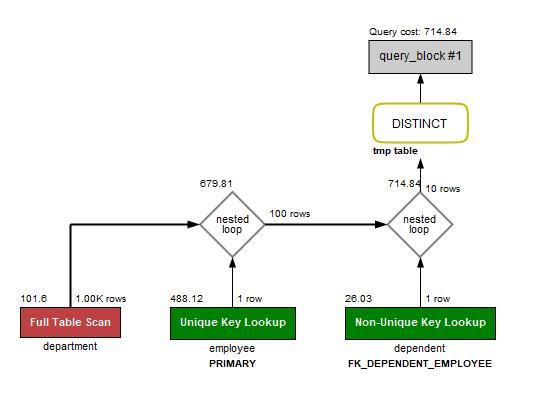 Query cost: 714.84
query_block #1
DISTINCT
tmp table
679.81
714.84
10 rows
nested
loop
100 rows
nested
loop
101.6
1.00K rows
488.12
1 row
26.03
1 row
Full Table Scan
Unique Key Lookup
Non-Unique Key Lookup
department
employee
dependent
PRIMARY
FK_DEPENDENT_EMPLOYEE